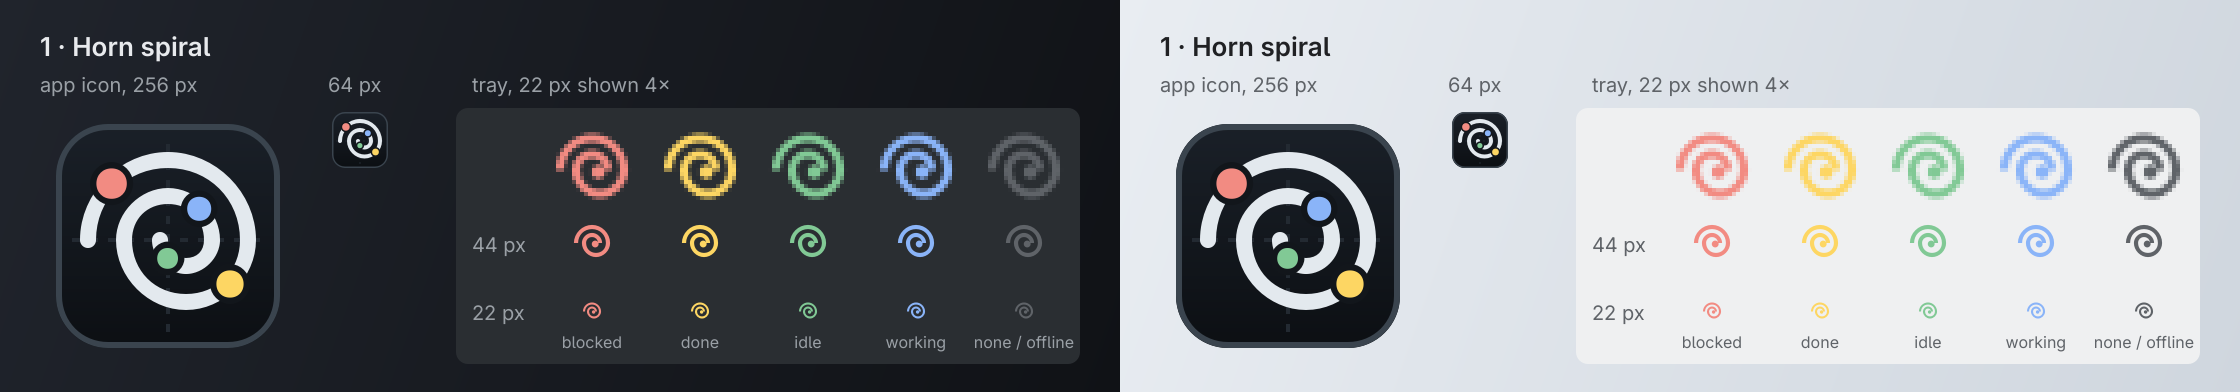 1 · Horn spiral
app icon, 256 px
64 px
tray, 22 px shown 4×
44 px
22 px
blocked done idle working none / offline
1 · Horn spiral
app icon, 256 px
64 px
tray, 22 px shown 4×
44 px
22 px
blocked done idle working none / offline